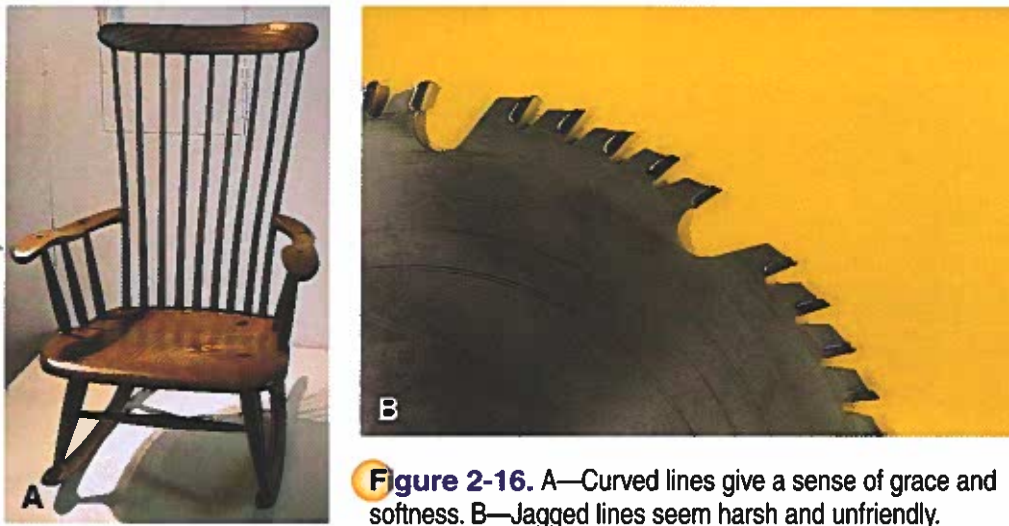 A
B
Figure 2-16. A—Curved lines give a sense of grace and
softness. B—Jagged lines seem harsh and unfriendly.